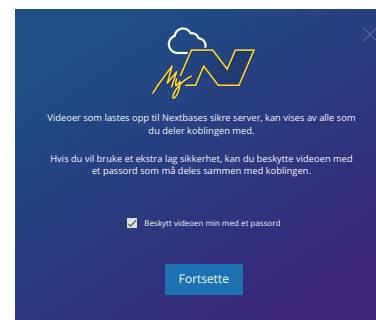 My N
Videoer som lastes opp til Nextbases sikre server, kan vises av alle som
du deler koblingen med.
Hvis du vil bruke et ekstra lag sikkerhet, kan du beskytte videoen med
et passord som må deles sammen med koblingen.
Beskytt videoen min med et passord
Fortsette